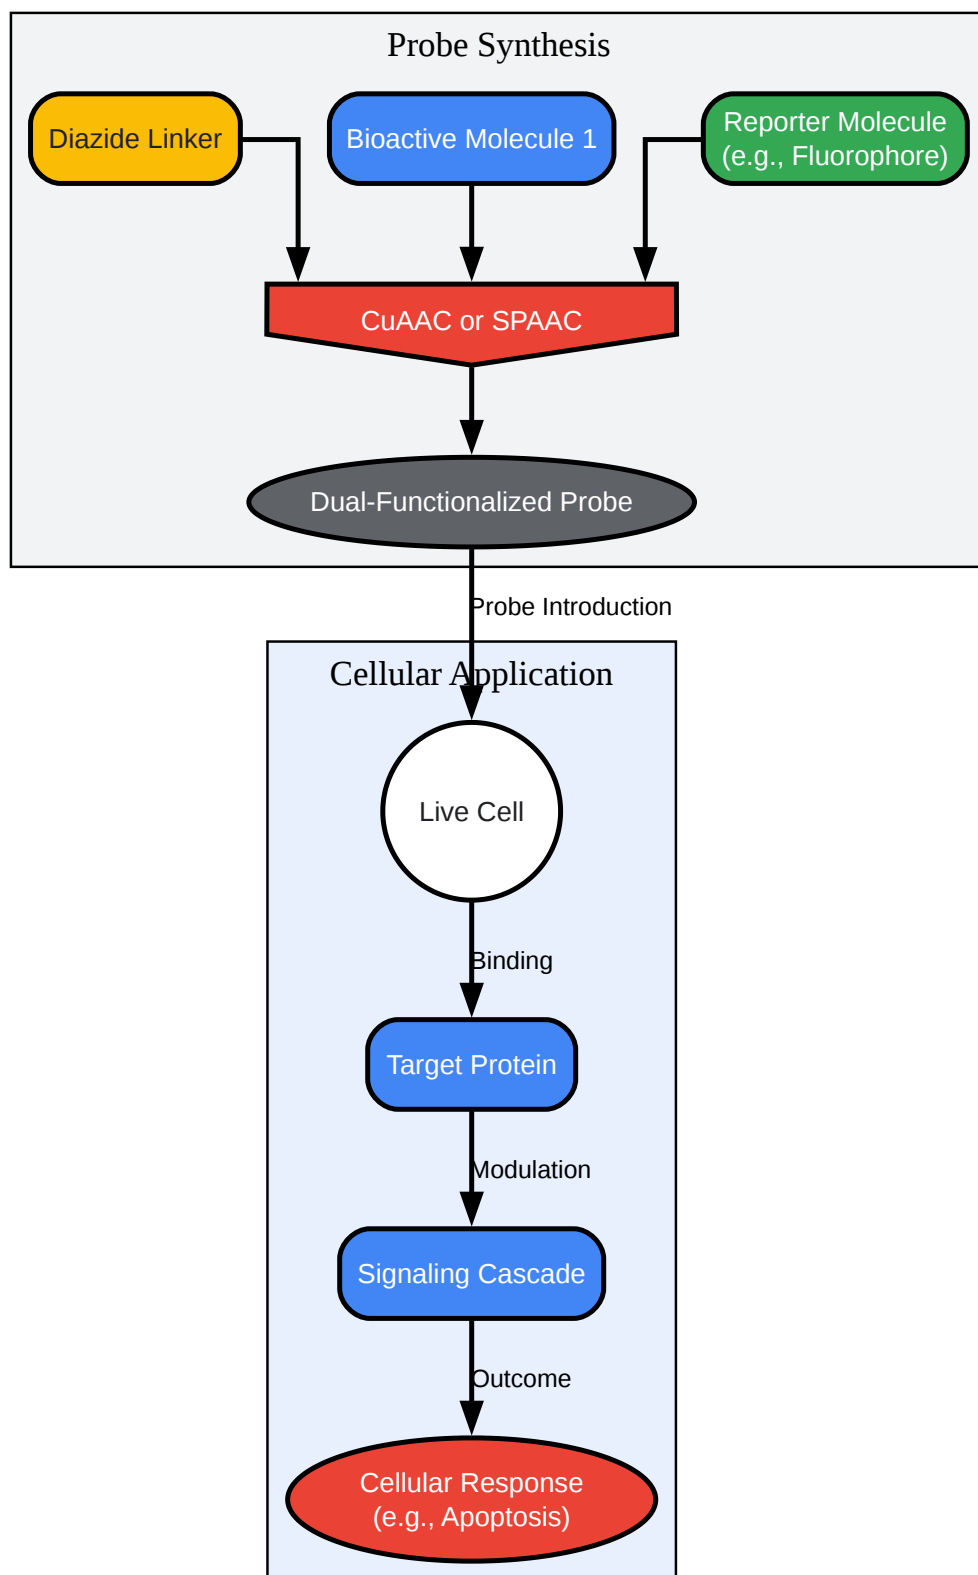 Probe Synthesis
Diazide Linker
Bioactive Molecule 1
Reporter Molecule
(e.g., Fluorophore)
CuAAC or SPAAC
Dual-Functionalized Probe
Probe Introduction
Cellular Application
Live Cell
Binding
Target Protein
Modulation
Signaling Cascade
Outcome
Cellular Response
(e.g., Apoptosis)